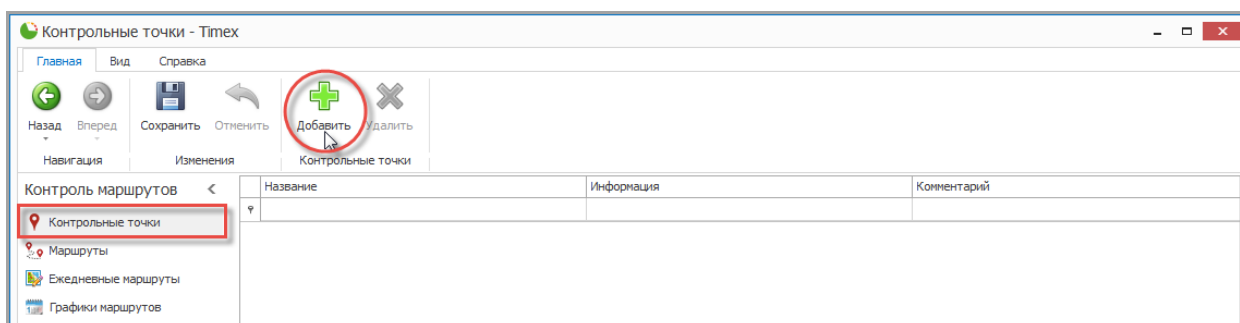 Контрольные точки - Timex
Главная Вид Справка
Назад Вперед Сохранить Отменить Добавить Удалить
Навигация Изменения Контрольные точки
Контроль маршрутов
Название Информация Комментарий
Контрольные точки
Маршруты
Ежедневные маршруты
Графики маршрутов